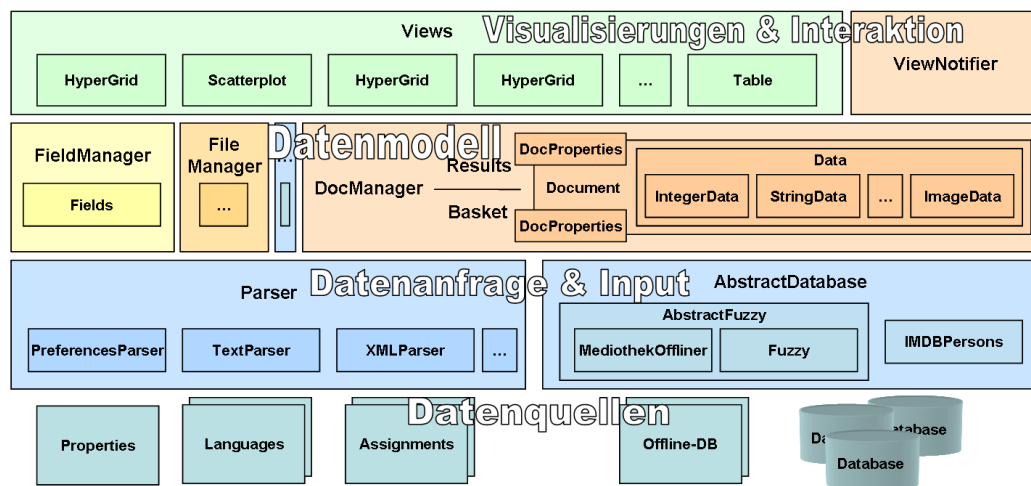 Views
Visualisierungen & Interaktion
ViewNotifier
HyperGrid
Scatterplot
HyperGrid
HyperGrid
...
Table
Datenmodell
FieldManager
Fields
File
Manager
...
...
DocManager
Results
Basket
DocProperties
Document
DocProperties
Data
IntegerData
StringData
...
ImageData
Datenanfrage & Input
Parser
PreferencesParser
TextParser
XMLParser
...
AbstractDatabase
AbstractFuzzy
MediothekOffliner
Fuzzy
IMDBPersons
Datenquellen
Properties
Languages
Assignments
Offline-DB
Da
abase
Database